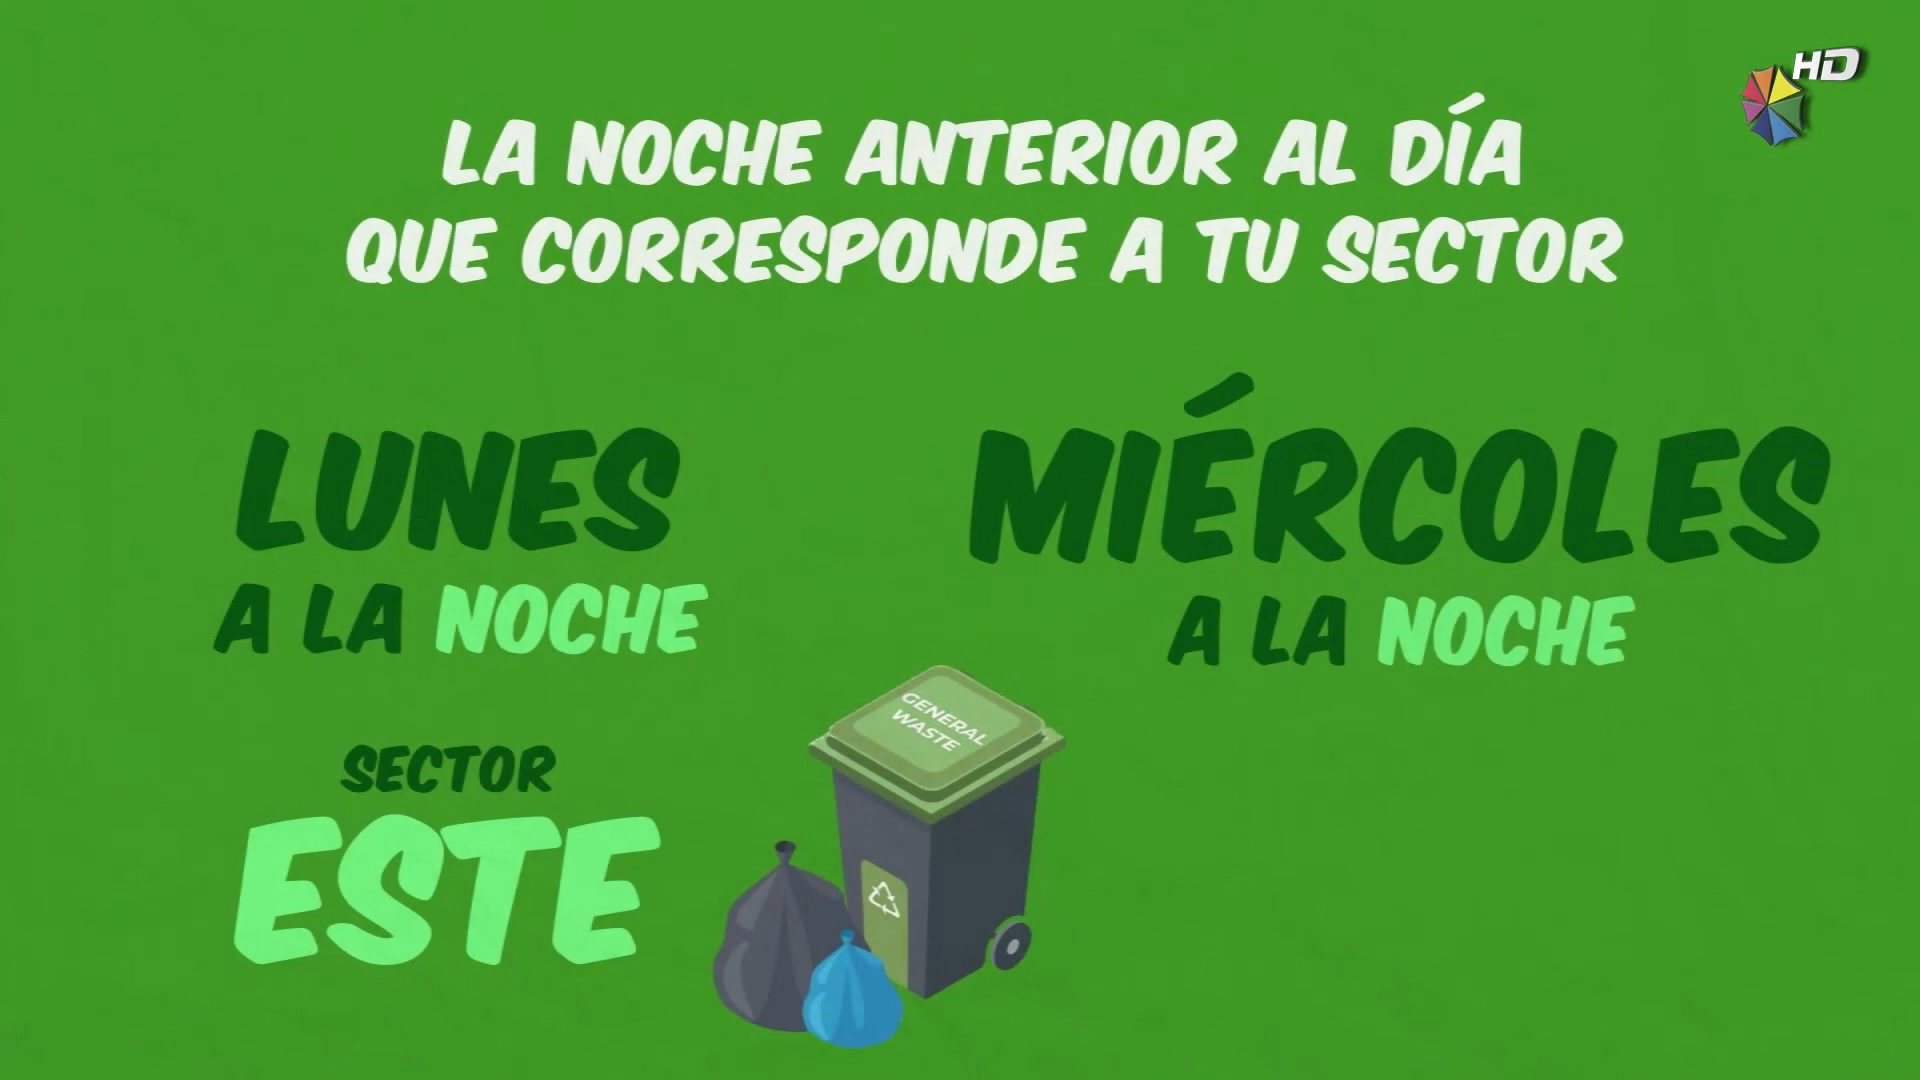 HD
LA NOCHE ANTERIOR AL DÍA
QUE CORRESPONDE A TU SECTOR
LUNES
A LA NOCHE
SECTOR
ESTE
MIÉRCOLES
A LA NOCHE
GENERAL
WASTE